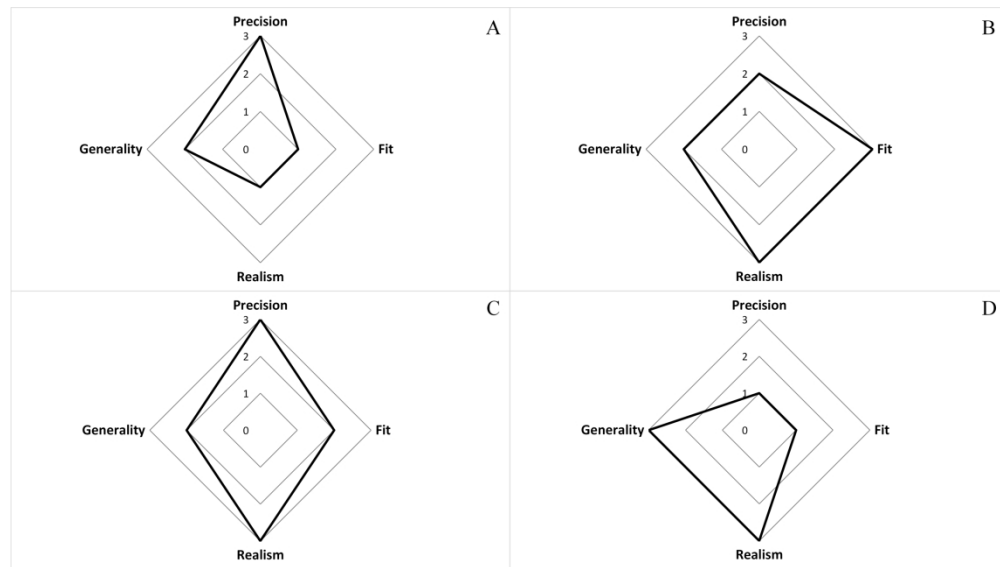 A
Precision
3
2
1
0
Generality
Fit
Realism
B
Precision
3
2
1
0
Generality
Fit
Realism
C
Precision
3
2
1
0
Generality
Fit
Realism
D
Precision
3
2
1
0
Generality
Fit
Realism